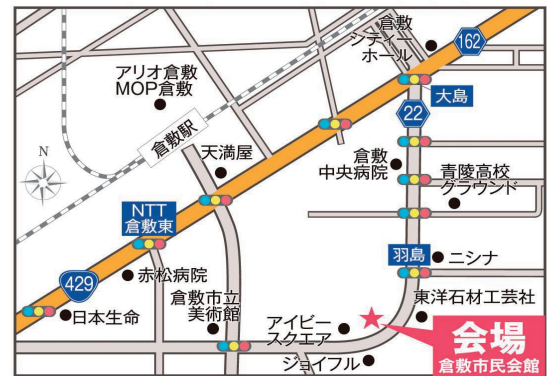 倉敷
シティー
ホール
162
アリオ倉敷
MOP倉敷
大島
22
倉敷駅
N
天満屋
倉敷
中央病院
青陵高校
グラウンド
NTT
倉敷東
羽島
ニシナ
429
赤松病院
倉敷市立
美術館
日本生命
アイビー
スクエア
東洋石材工芸社
会場
倉敷市民会館
ジョイフル